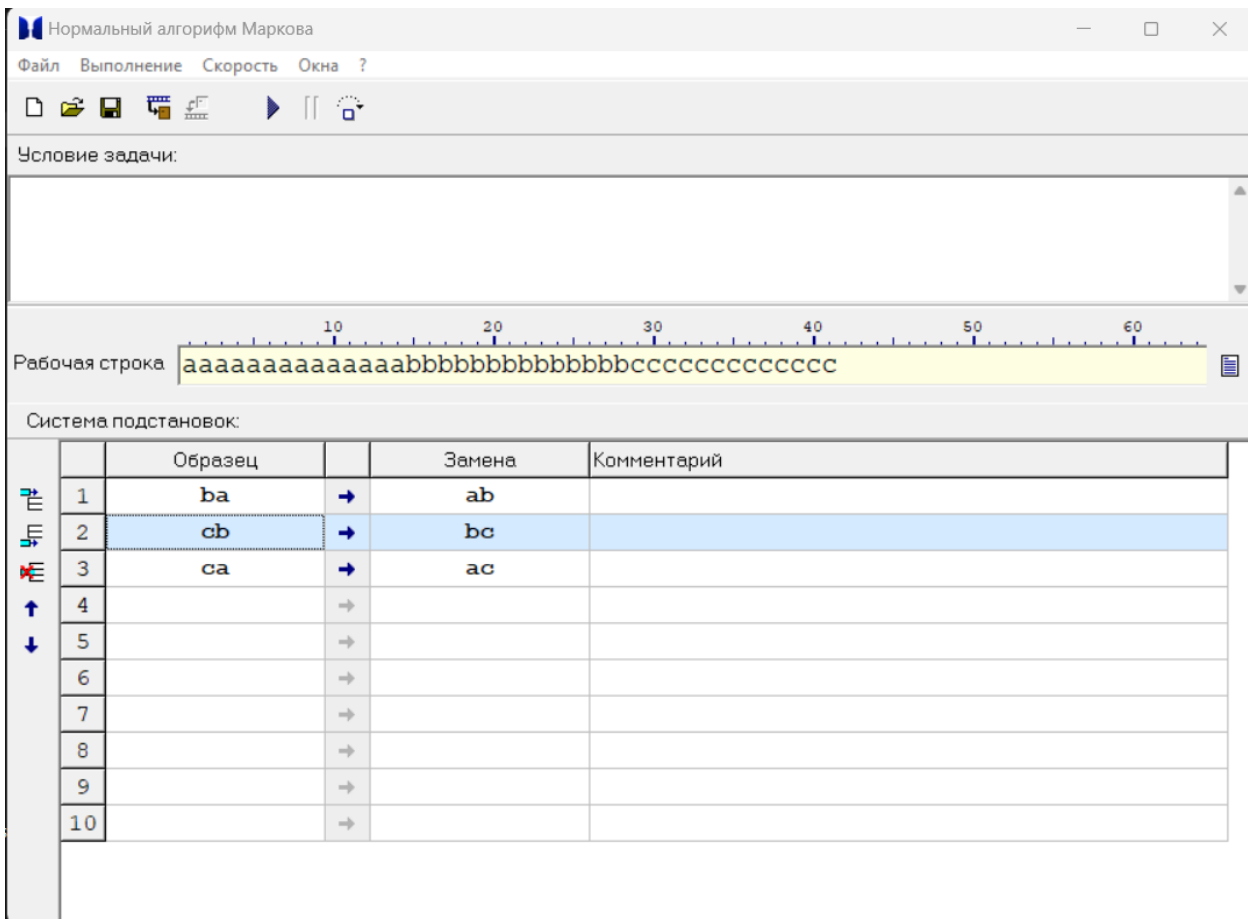 Нормальный алгорифм Маркова
Файл Выполнение Скорость Окна ?
Условие задачи:
10 20 30 40 50 60
Рабочая строка aaaaaaaaaaaaaabbbbbbbbbbbbbbccccccccccccc
Система подстановок:
Образец Замена Комментарий
1 ba → ab
2 cb → bc
3 ca → ac
4 →
5 →
6 →
7 →
8 →
9 →
10 →